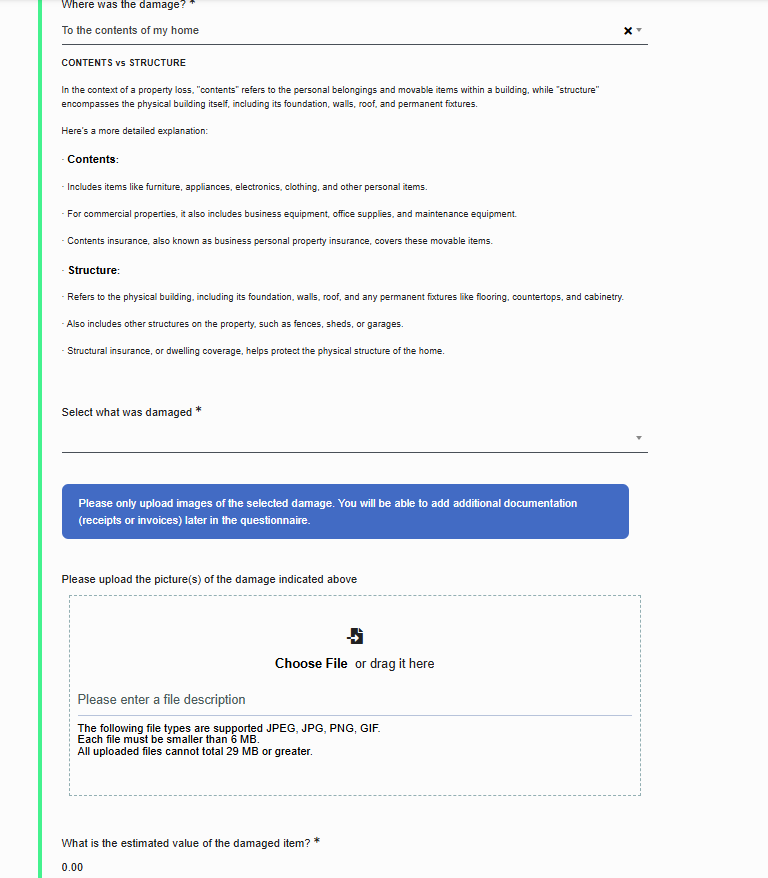 Where was the damage? *
To the contents of my home
CONTENTS vs STRUCTURE
In the context of a property loss, "contents" refers to the personal belongings and movable items within a building, while "structure"
encompasses the physical building itself, including its foundation, walls, roof, and permanent fixtures.
Here's a more detailed explanation:
· Contents:
· Includes items like furniture, appliances, electronics, clothing, and other personal items.
· For commercial properties, it also includes business equipment, office supplies, and maintenance equipment.
· Contents insurance, also known as business personal property insurance, covers these movable items.
· Structure:
· Refers to the physical building, including its foundation, walls, roof, and any permanent fixtures like flooring, countertops, and cabinetry.
· Also includes other structures on the property, such as fences, sheds, or garages.
· Structural insurance, or dwelling coverage, helps protect the physical structure of the home.
Select what was damaged *
Please only upload images of the selected damage. You will be able to add additional documentation
(receipts or invoices) later in the questionnaire.
Please upload the picture(s) of the damage indicated above
Choose File or drag it here
Please enter a file description
The following file types are supported JPEG, JPG, PNG, GIF.
Each file must be smaller than 6 MB.
All uploaded files cannot total 29 MB or greater.
What is the estimated value of the damaged item? *
0.00